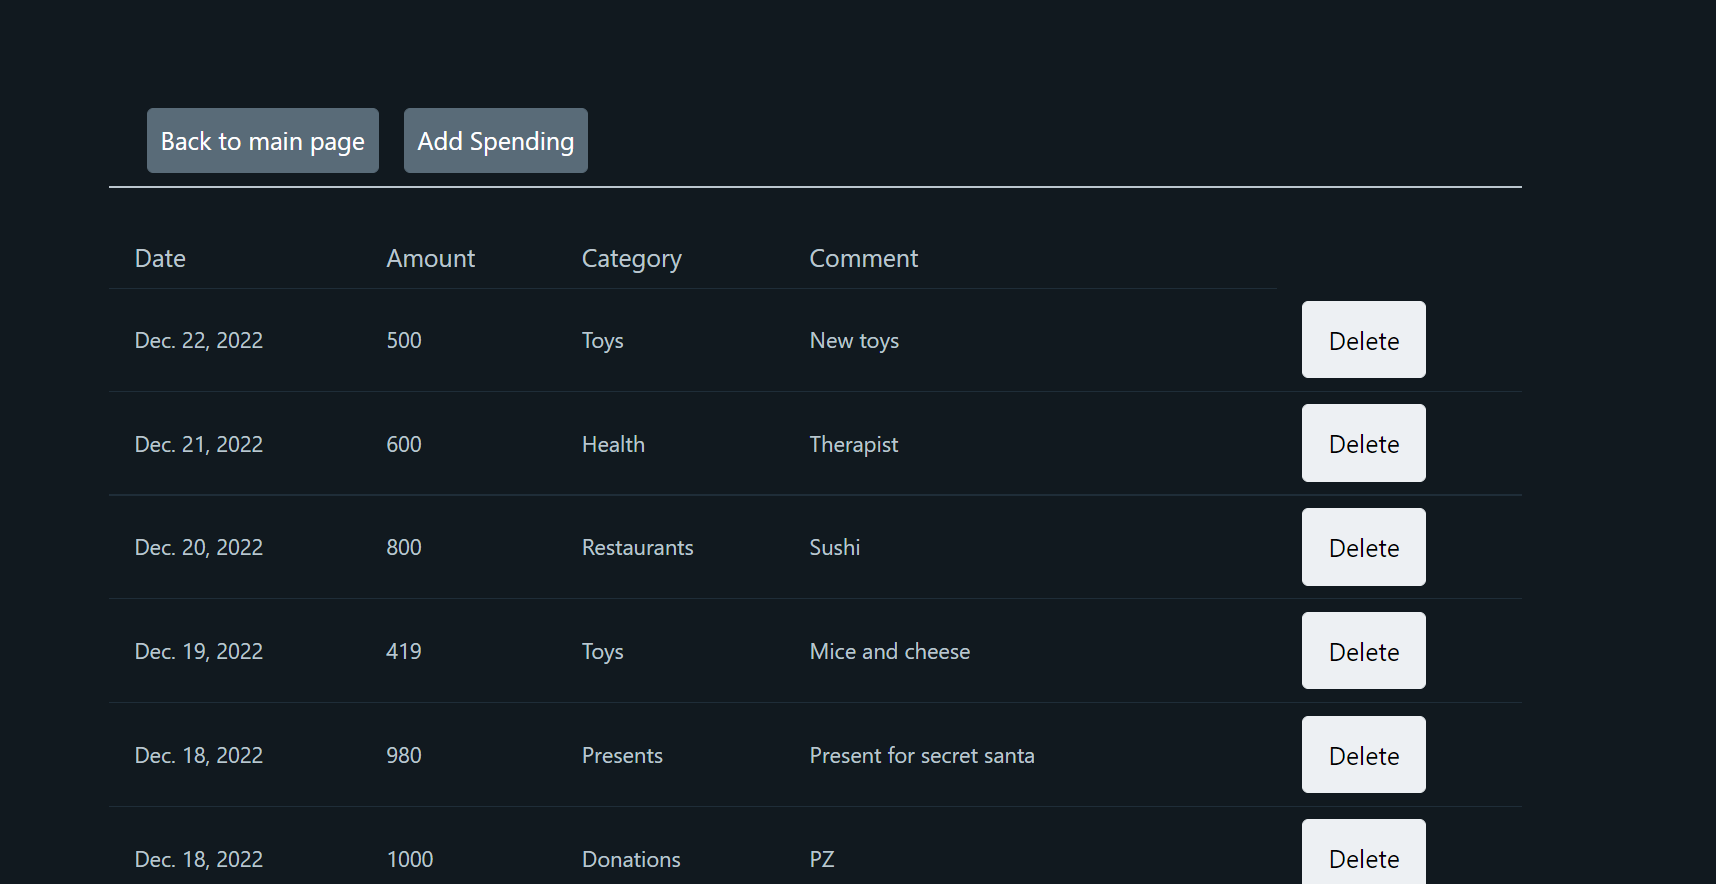 Back to main page Add Spending
Date Amount Category Comment
Dec. 22, 2022 500 Toys New toys Delete
Dec. 21, 2022 600 Health Therapist Delete
Dec. 20, 2022 800 Restaurants Sushi Delete
Dec. 19, 2022 419 Toys Mice and cheese Delete
Dec. 18, 2022 980 Presents Present for secret santa Delete
Dec. 18, 2022 1000 Donations PZ Delete